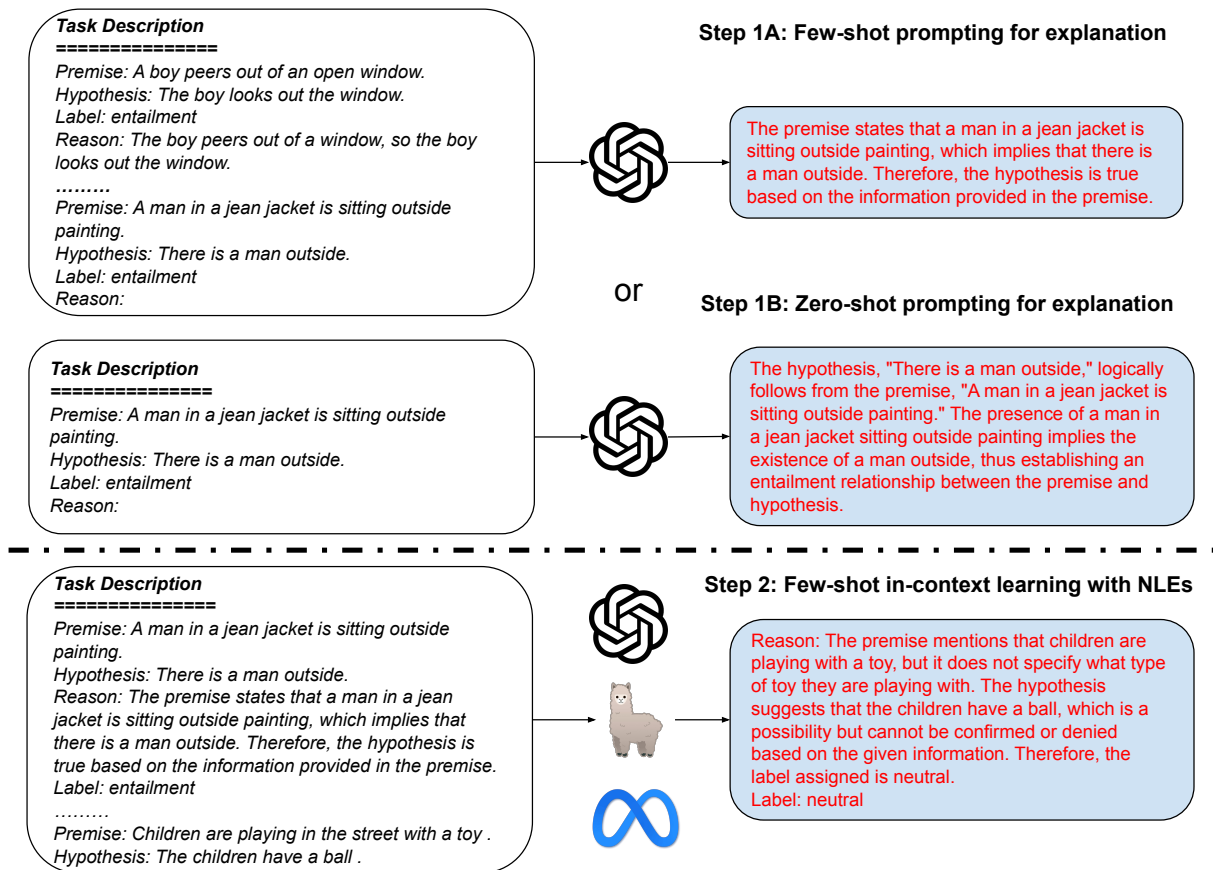 Task Description
===============
Premise: A boy peers out of an open window.
Hypothesis: The boy looks out the window.
Label: entailment
Reason: The boy peers out of a window, so the boy
looks out the window.
………
Premise: A man in a jean jacket is sitting outside
painting.
Hypothesis: There is a man outside.
Label: entailment
Reason:
Step 1A: Few-shot prompting for explanation
The premise states that a man in a jean jacket is
sitting outside painting, which implies that there is
a man outside. Therefore, the hypothesis is true
based on the information provided in the premise.
or
Step 1B: Zero-shot prompting for explanation
Task Description
===============
Premise: A man in a jean jacket is sitting outside
painting.
Hypothesis: There is a man outside.
Label: entailment
Reason:
The hypothesis, "There is a man outside," logically
follows from the premise, "A man in a jean jacket is
sitting outside painting." The presence of a man in
a jean jacket sitting outside painting implies the
existence of a man outside, thus establishing an
entailment relationship between the premise and
hypothesis.
Task Description
===============
Premise: A man in a jean jacket is sitting outside
painting.
Hypothesis: There is a man outside.
Reason: The premise states that a man in a jean
jacket is sitting outside painting, which implies that
there is a man outside. Therefore, the hypothesis is
true based on the information provided in the premise.
Label: entailment
………
Premise: Children are playing in the street with a toy .
Hypothesis: The children have a ball .
Step 2: Few-shot in-context learning with NLEs
Reason: The premise mentions that children are
playing with a toy, but it does not specify what type
of toy they are playing with. The hypothesis
suggests that the children have a ball, which is a
possibility but cannot be confirmed or denied
based on the given information. Therefore, the
label assigned is neutral.
Label: neutral